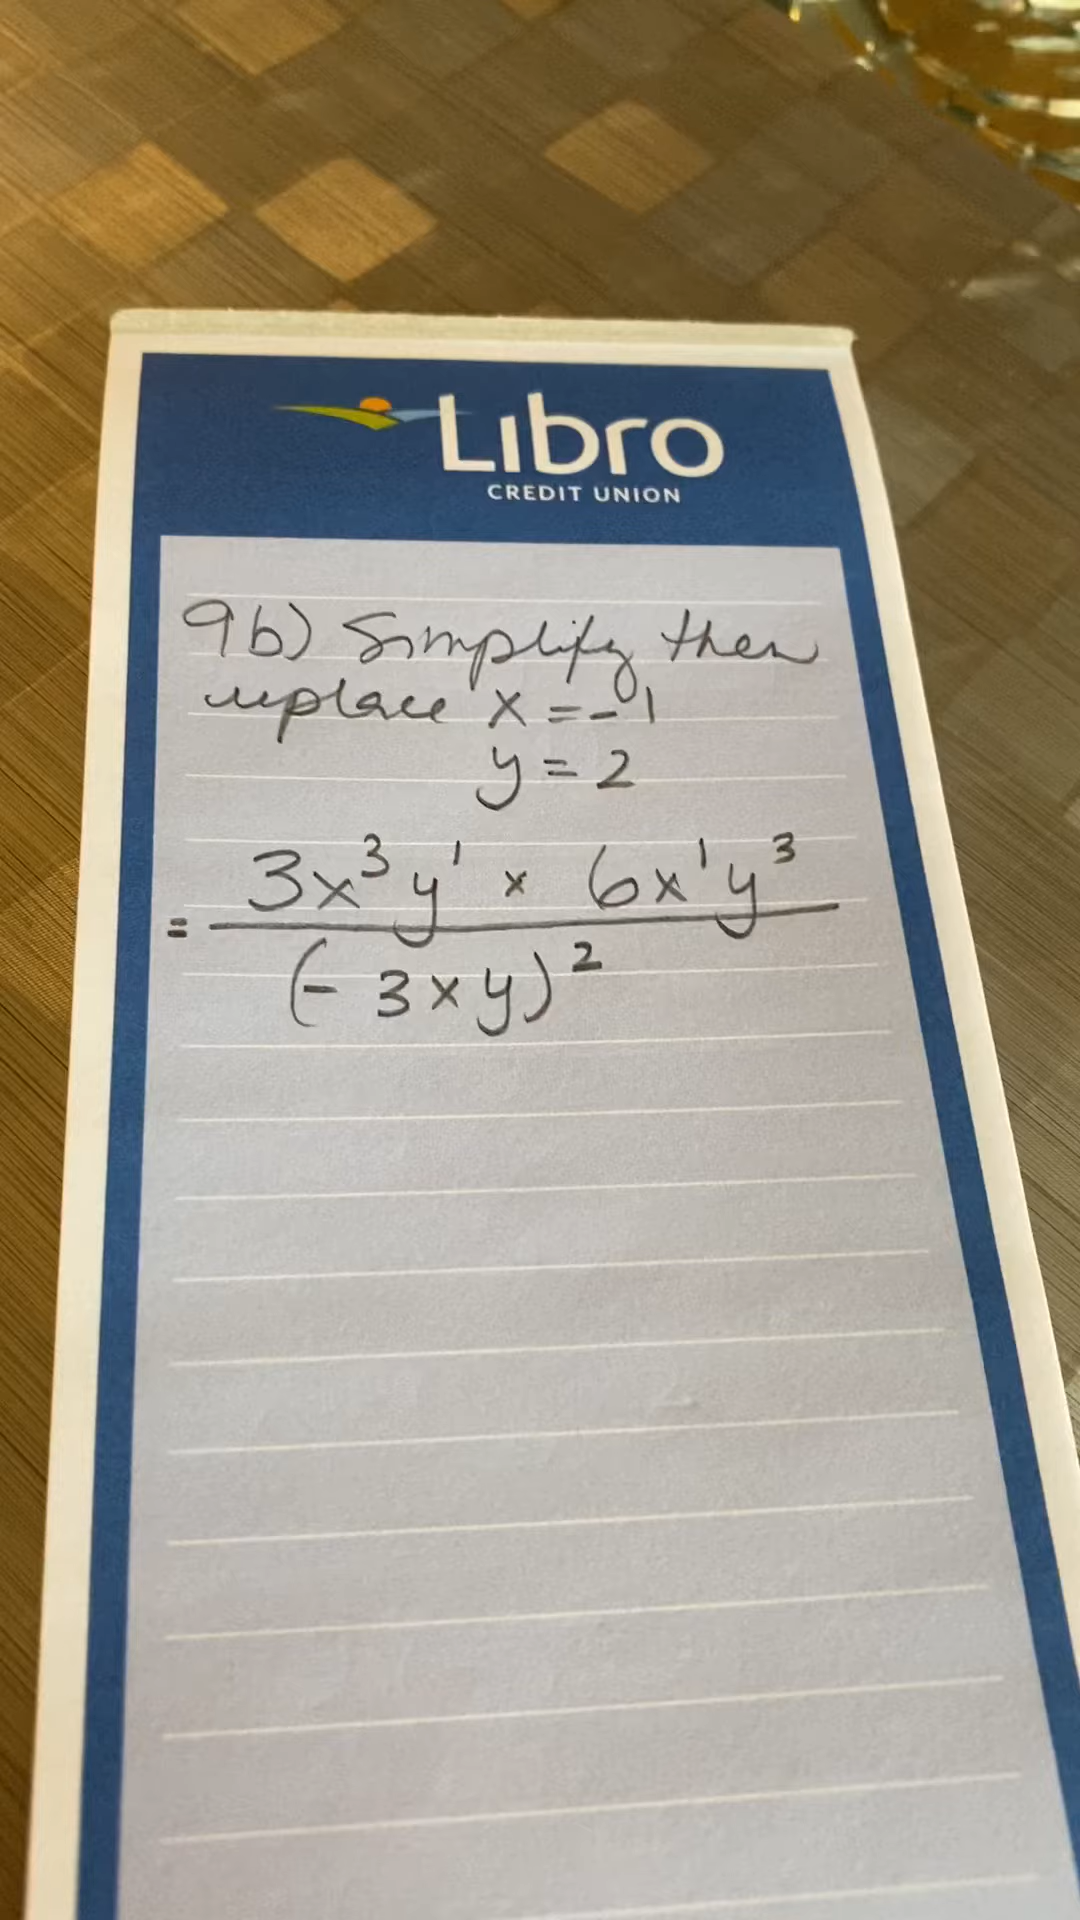 Libro
CREDIT UNION
9b) Simplify then
replace x = -1
y = 2
= 3x³y¹ × 6x¹y³
(- 3xy)²